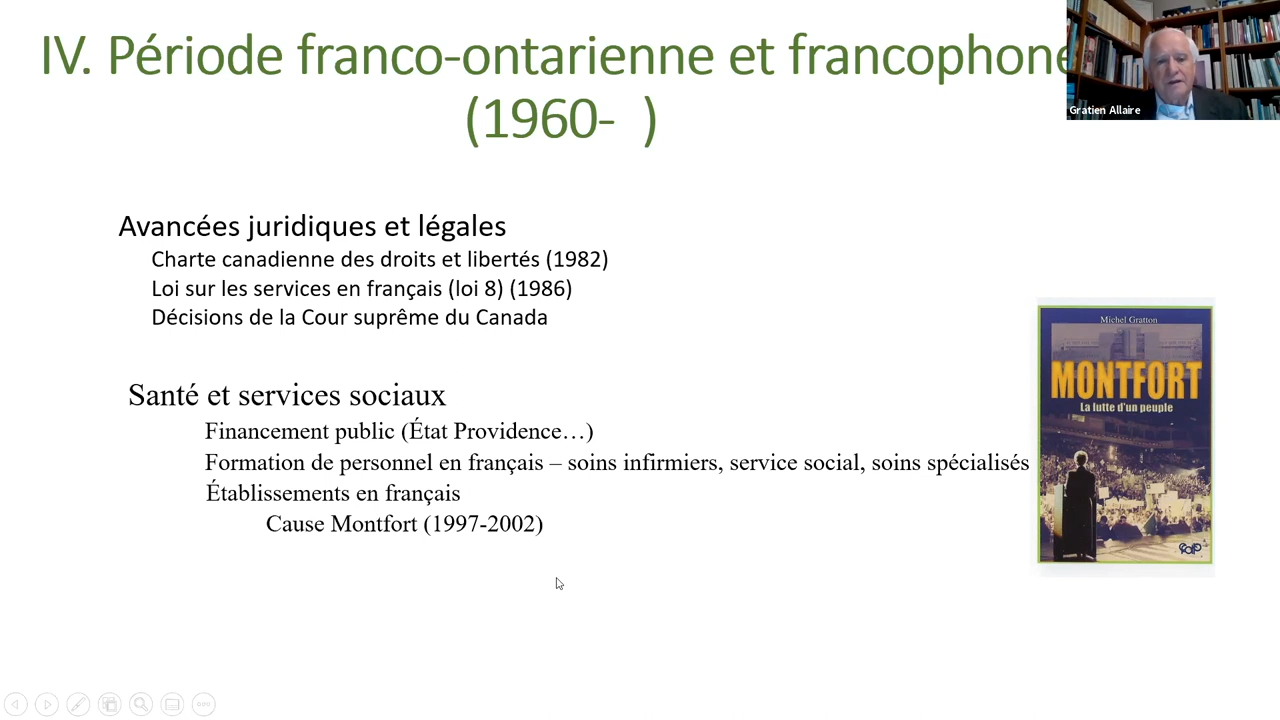 IV. Période franco-ontarienne et francophone
(1960- )
Gratien Allaire
Avancées juridiques et légales
Charte canadienne des droits et libertés (1982)
Loi sur les services en français (loi 8) (1986)
Décisions de la Cour suprême du Canada
Santé et services sociaux
Financement public (État Providence…)
Formation de personnel en français – soins infirmiers, service social, soins spécialisés
Établissements en français
Cause Montfort (1997-2002)
Michel Gratton
MONTFORT
La lutte d'un peuple